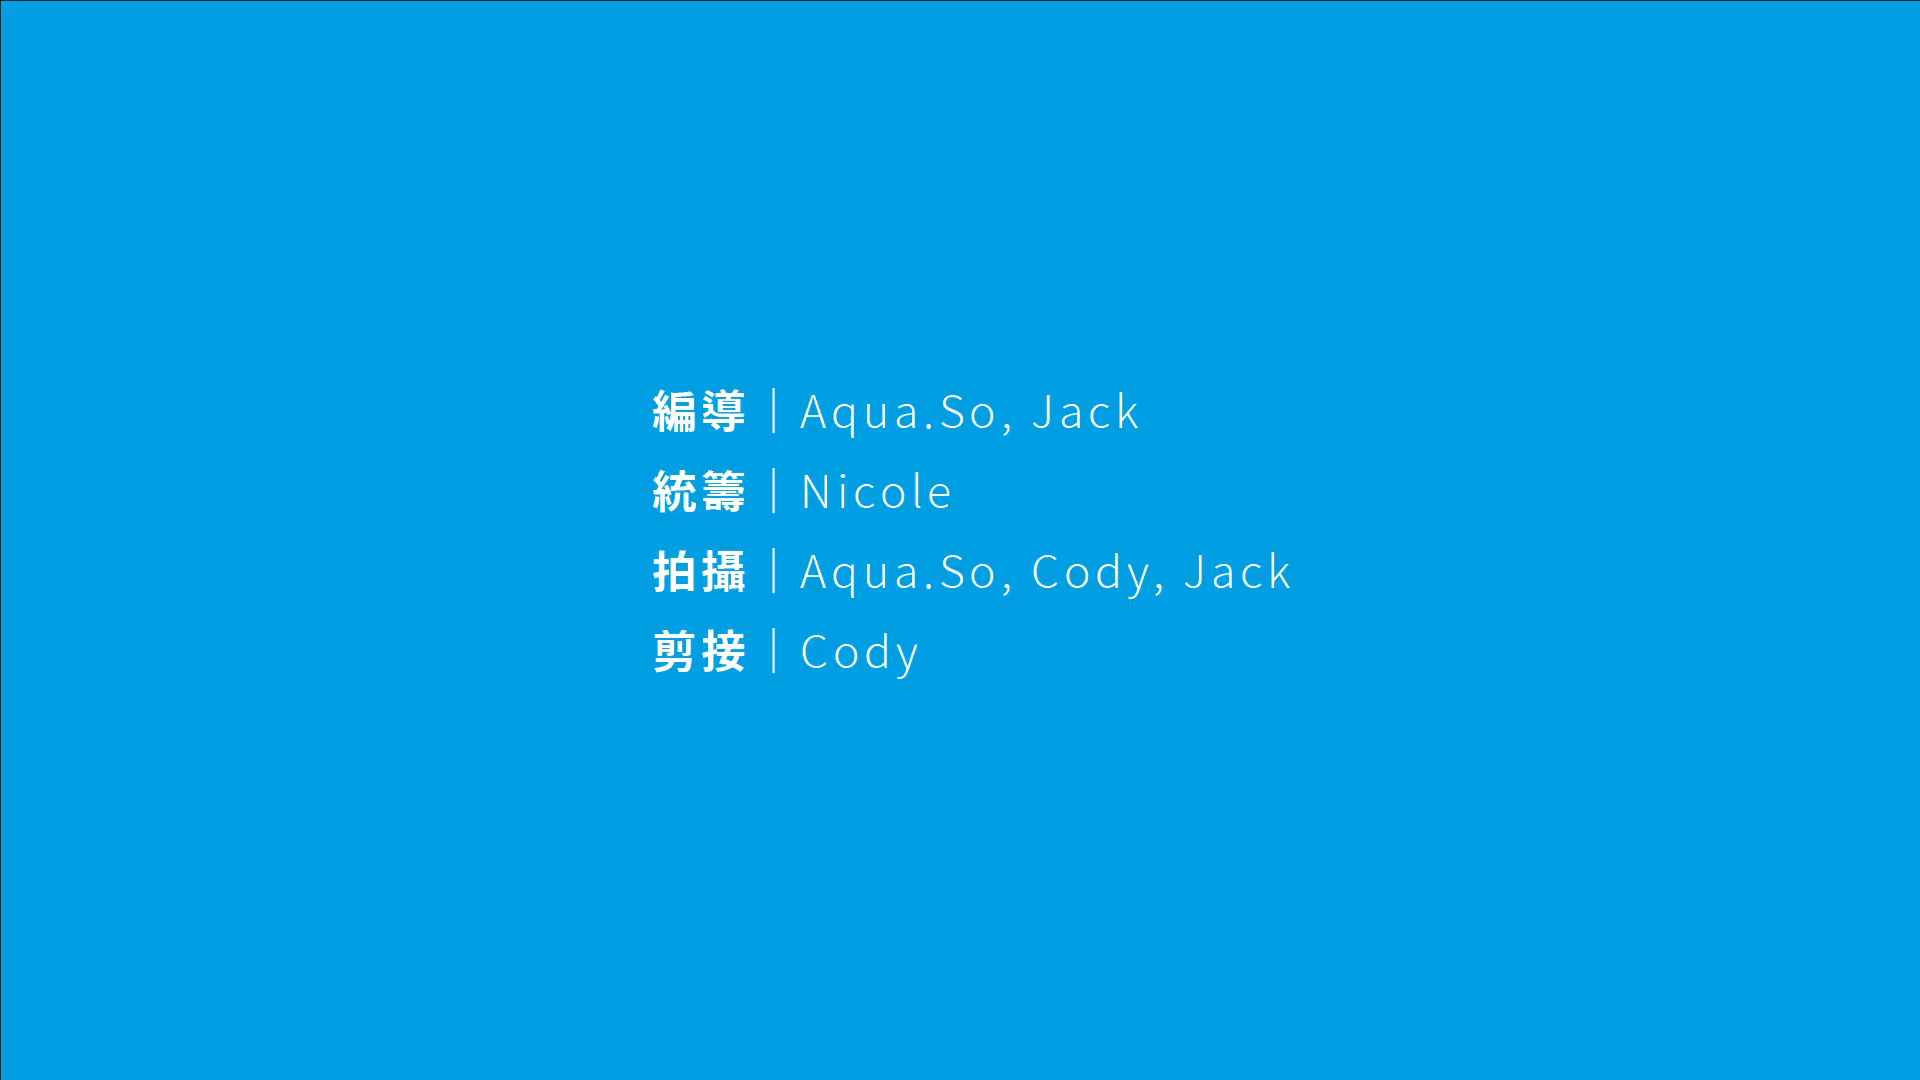 編導｜Aqua.So, Jack
統籌｜Nicole
拍攝｜Aqua.So, Cody, Jack
剪接｜Cody